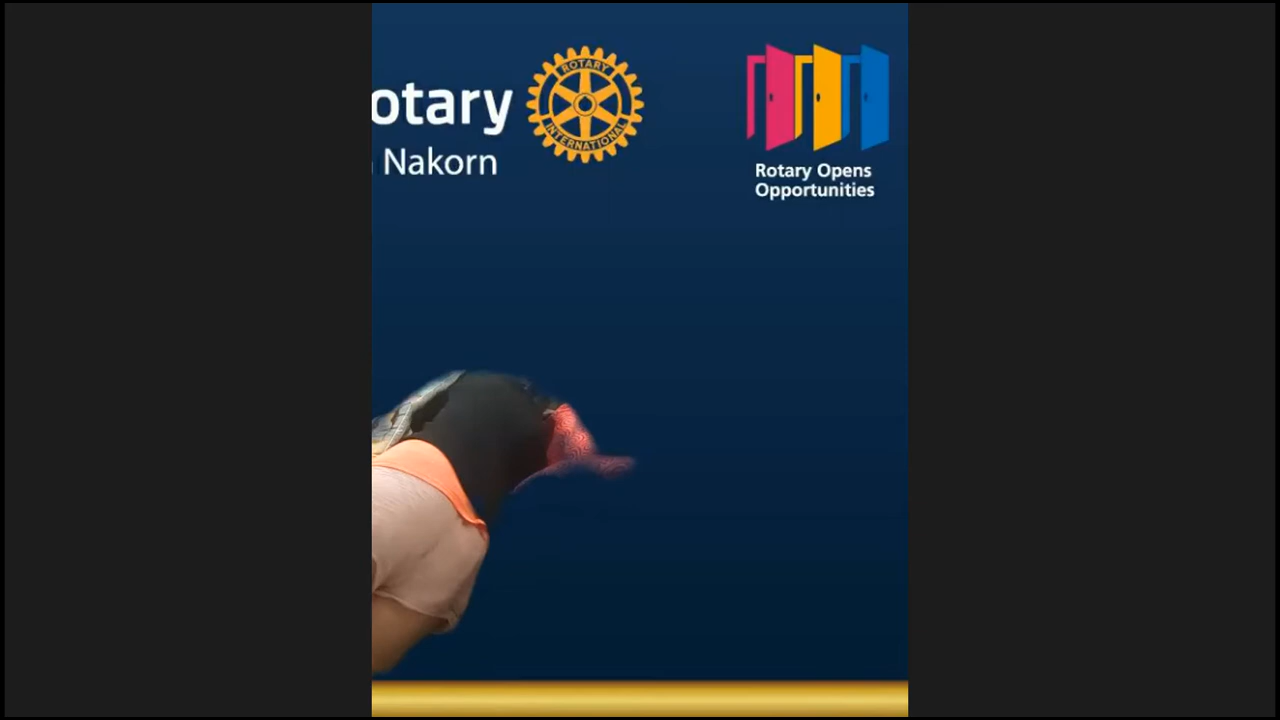 otary
Nakorn
ROTARY
INTERNATIONAL
Rotary Opens
Opportunities